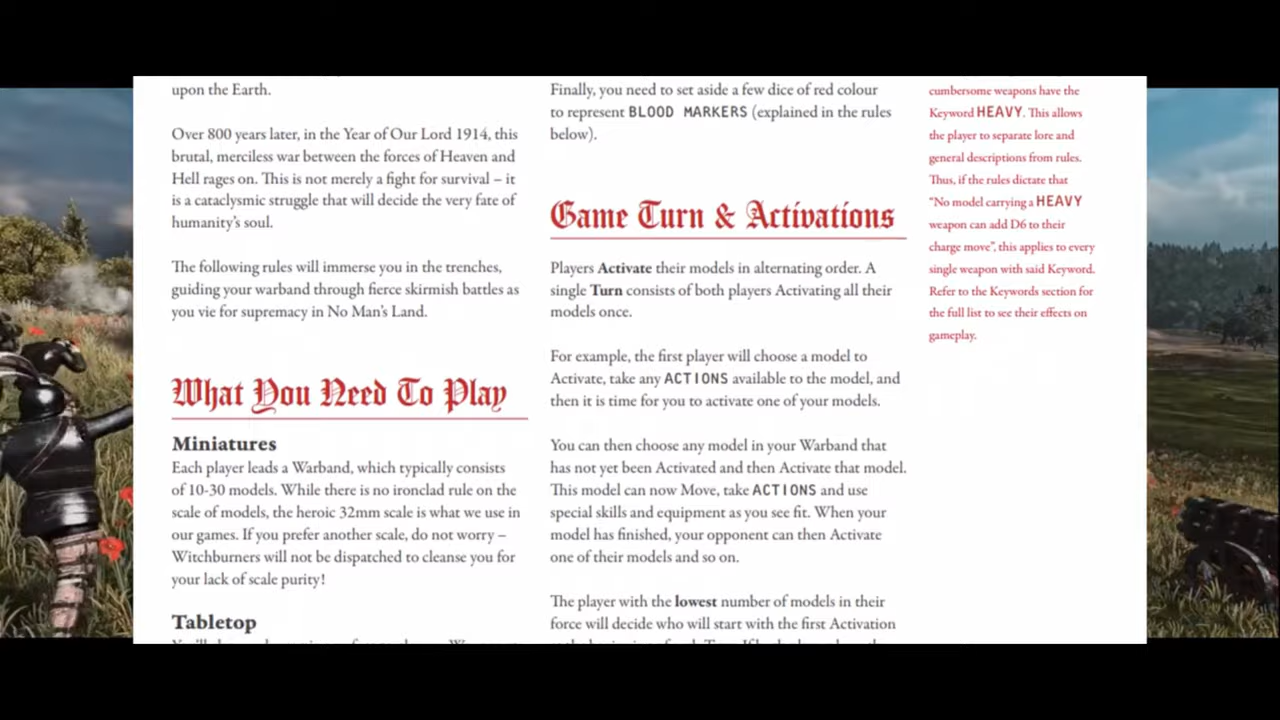 upon the Earth.
Over 800 years later, in the Year of Our Lord 1914, this
brutal, merciless war between the forces of Heaven and
Hell rages on. This is not merely a fight for survival – it
is a cataclysmic struggle that will decide the very fate of
humanity's soul.
The following rules will immerse you in the trenches,
guiding your warband through fierce skirmish battles as
you vie for supremacy in No Man's Land.
What You Need To Play
Miniatures
Each player leads a Warband, which typically consists
of 10-30 models. While there is no ironclad rule on the
scale of models, the heroic 32mm scale is what we use in
our games. If you prefer another scale, do not worry –
Witchburners will not be dispatched to cleanse you for
your lack of scale purity!
Tabletop
Finally, you need to set aside a few dice of red colour
to represent BLOOD MARKERS (explained in the rules
below).
Game Turn & Activations
Players Activate their models in alternating order. A
single Turn consists of both players Activating all their
models once.
For example, the first player will choose a model to
Activate, take any ACTIONS available to the model, and
then it is time for you to activate one of your models.
You can then choose any model in your Warband that
has not yet been Activated and then Activate that model.
This model can now Move, take ACTIONS and use
special skills and equipment as you see fit. When your
model has finished, your opponent can then Activate
one of their models and so on.
The player with the lowest number of models in their
force will decide who will start with the first Activation
cumbersome weapons have the
Keyword HEAVY. This allows
the player to separate lore and
general descriptions from rules.
Thus, if the rules dictate that
"No model carrying a HEAVY
weapon can add D6 to their
charge move", this applies to every
single weapon with said Keyword.
Refer to the Keywords section for
the full list to see their effects on
gameplay.